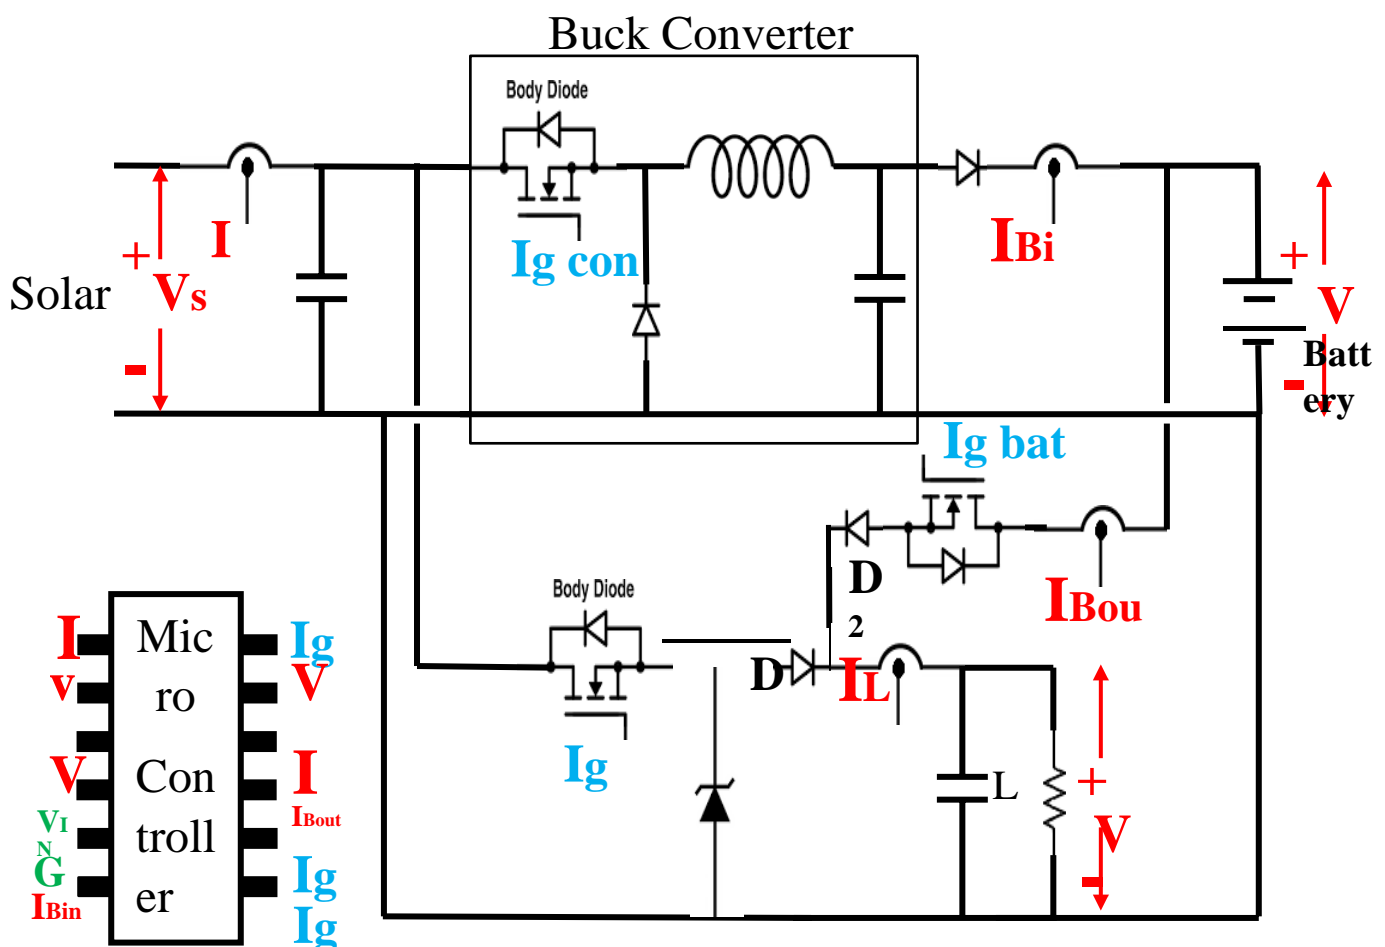 Buck Converter
Body Diode
I
Ig con
IBi
+
Vs
Solar
-
+
V
Batt
ery
-
Ig bat
D
2
IBou
Body Diode
Ig
D
IL
L
+
V
-
Mic
ro
Con
troll
er
I
v
V
VI
N
G
IBin
Ig
V
I
IBout
Ig
Ig